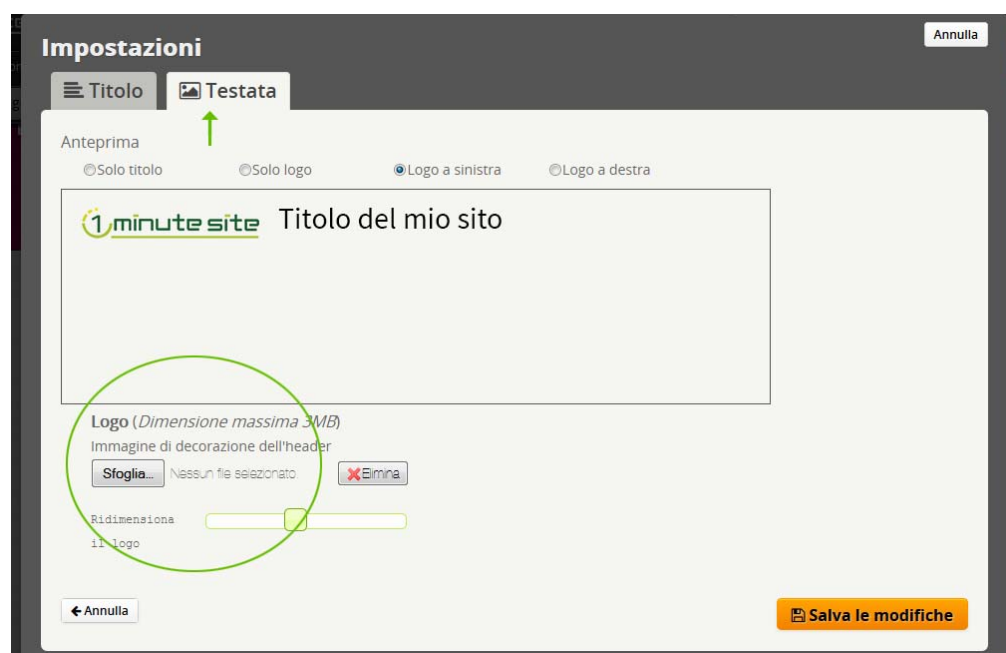 Annulla
Impostazioni
Titolo Testata
Anteprima
Solo titolo Solo logo Logo a sinistra Logo a destra
1 minute site Titolo del mio sito
Logo (Dimensione massima 3MB)
Immagine di decorazione dell'header
Sfoglia... Nessun file selezionato. Elimina
Ridimensiona
il logo
Annulla
Salva le modifiche